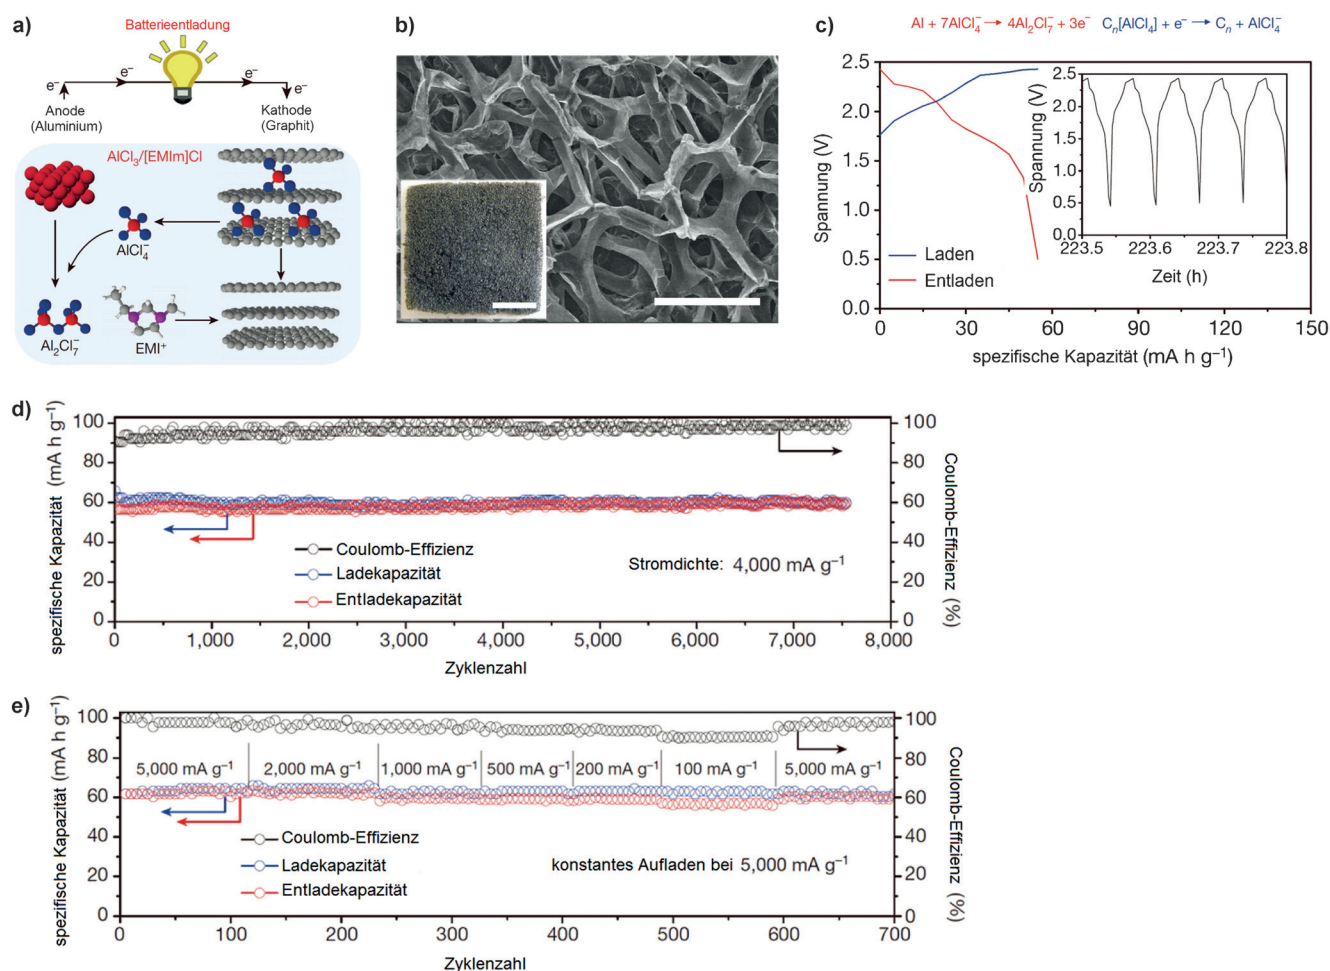 a)
Batterieentladung
e⁻
e⁻
e⁻
e⁻
Anode
(Aluminium)
Kathode
(Graphit)
AlCl₃/[EMIm]Cl
AlCl₄⁻
Al₂Cl₇⁻
EMI⁺
b)
c)
Al + 7AlCl₄⁻ → 4Al₂Cl₇⁻ + 3e⁻
Cₙ[AlCl₄] + e⁻ → Cₙ + AlCl₄⁻
Spannung (V)
2.5
2.0
1.5
1.0
0.5
0.0
0
30
60
90
120
150
spezifische Kapazität (mA h g⁻¹)
Laden
Entladen
Spannung (V)
2.5
2.0
1.5
1.0
0.5
0.0
223.5
223.6
223.7
223.8
Zeit (h)
d)
spezifische Kapazität (mA h g⁻¹)
100
80
60
40
20
0
0
1,000
2,000
3,000
4,000
5,000
6,000
7,000
8,000
Zyklenzahl
Coulomb-Effizienz
Ladekapazität
Entladekapazität
Stromdichte: 4,000 mA g⁻¹
100
80
60
40
20
0
Coulomb-Effizienz (%)
e)
spezifische Kapazität (mA h g⁻¹)
100
80
60
40
20
0
5,000 mA g⁻¹
2,000 mA g⁻¹
1,000 mA g⁻¹
500 mA g⁻¹
200 mA g⁻¹
100 mA g⁻¹
5,000 mA g⁻¹
Coulomb-Effizienz
Ladekapazität
Entladekapazität
konstantes Aufladen bei 5,000 mA g⁻¹
0
100
200
300
400
500
600
700
Zyklenzahl
100
80
60
40
20
0
Coulomb-Effizienz (%)